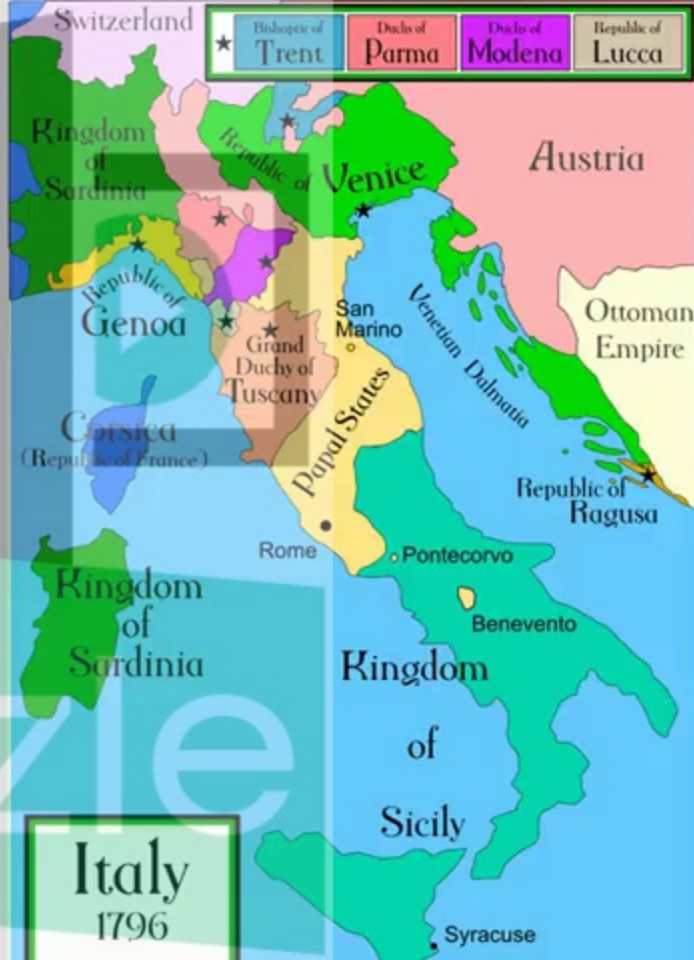 Switzerland
Bishopric of
Trent
Duchy of
Parma
Duchy of
Modena
Republic of
Lucca
Kingdom
of
Sardinia
Republic of Venice
Austria
Republic of
Genoa
San
Marino
Venetian Dalmatia
Ottoman
Empire
Grand
Duchy of
Tuscany
Papal States
Corsica
(Republic of France)
Republic of
Ragusa
Rome
Pontecorvo
Kingdom
of
Sardinia
Benevento
Kingdom
of
Sicily
zle
Italy
1796
Syracuse